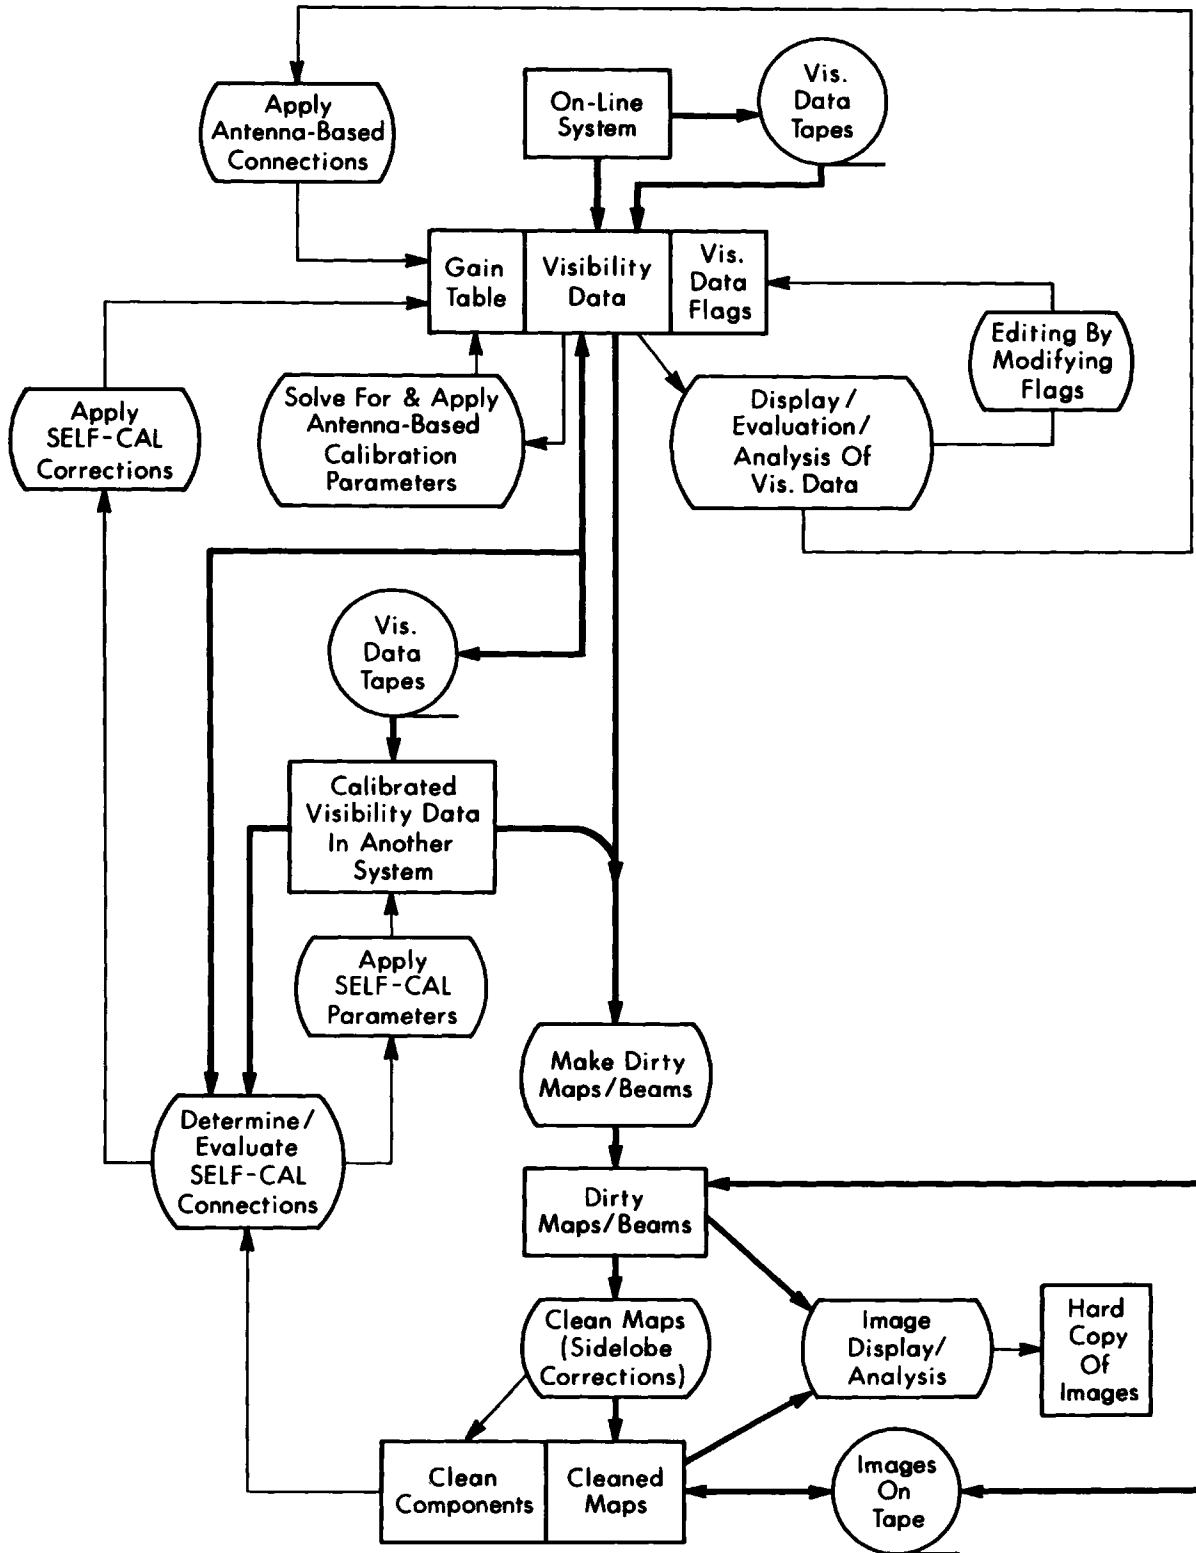 Apply
Antenna-Based
Connections
On-Line
System
Vis.
Data
Tapes
Gain
Table
Visibility
Data
Vis.
Data
Flags
Editing By
Modifying
Flags
Apply
SELF-CAL
Corrections
Solve For & Apply
Antenna-Based
Calibration
Parameters
Display/
Evaluation/
Analysis Of
Vis. Data
Vis.
Data
Tapes
Calibrated
Visibility Data
In Another
System
Apply
SELF-CAL
Parameters
Make Dirty
Maps/Beams
Determine/
Evaluate
SELF-CAL
Connections
Dirty
Maps/Beams
Clean Maps
(Sidelobe
Corrections)
Image
Display/
Analysis
Hard
Copy
Of
Images
Clean
Components
Cleaned
Maps
Images
On
Tape